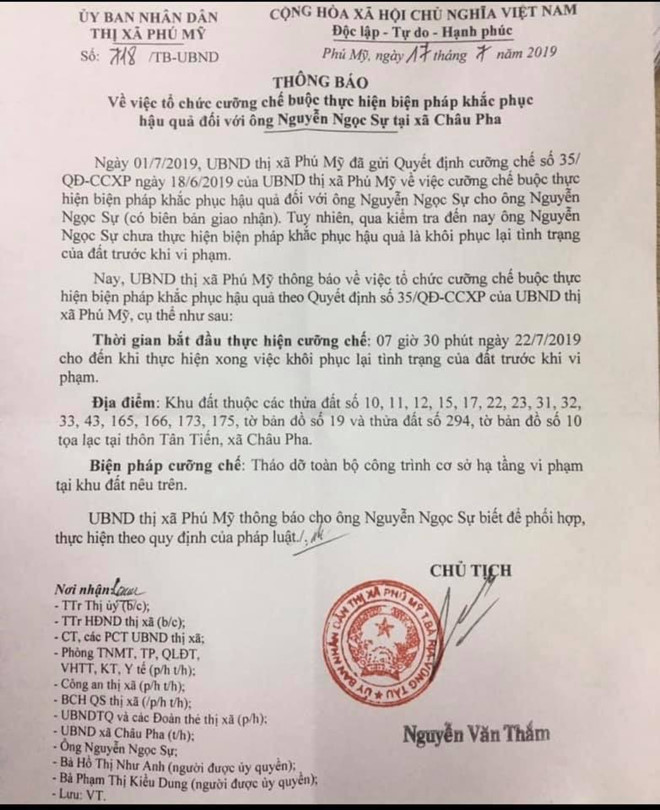 ỦY BAN NHÂN DÂN
THỊ XÃ PHÚ MỸ
Số: 718 /TB-UBND
CỘNG HÒA XÃ HỘI CHỦ NGHĨA VIỆT NAM
Độc lập - Tự do - Hạnh phúc
Phú Mỹ, ngày 17 tháng 7 năm 2019
THÔNG BÁO
Về việc tổ chức cưỡng chế buộc thực hiện biện pháp khắc phục
hậu quả đối với ông Nguyễn Ngọc Sự tại xã Châu Pha
Ngày 01/7/2019, UBND thị xã Phú Mỹ đã gửi Quyết định cưỡng chế số 35/
QĐ-CCXP ngày 18/6/2019 của UBND thị xã Phú Mỹ về việc cưỡng chế buộc thực
hiện biện pháp khắc phục hậu quả đối với ông Nguyễn Ngọc Sự cho ông Nguyễn
Ngọc Sự (có biên bản giao nhận). Tuy nhiên, qua kiểm tra đến nay ông Nguyễn
Ngọc Sự chưa thực hiện biện pháp khắc phục hậu quả là khôi phục lại tình trạng
của đất trước khi vi phạm.
Nay, UBND thị xã Phú Mỹ thông báo về việc tổ chức cưỡng chế buộc thực
hiện biện pháp khắc phục hậu quả theo Quyết định số 35/QĐ-CCXP của UBND thị
xã Phú Mỹ, cụ thể như sau:
Thời gian bắt đầu thực hiện cưỡng chế: 07 giờ 30 phút ngày 22/7/2019
cho đến khi thực hiện xong việc khôi phục lại tình trạng của đất trước khi vi
phạm.
Địa điểm: Khu đất thuộc các thửa đất số 10, 11, 12, 15, 17, 22, 23, 31, 32,
33, 43, 165, 166, 173, 175, tờ bản đồ số 19 và thửa đất số 294, tờ bản đồ số 10
tọa lạc tại thôn Tân Tiến, xã Châu Pha.
Biện pháp cưỡng chế: Tháo dỡ toàn bộ công trình cơ sở hạ tầng vi phạm
tại khu đất nêu trên.
UBND thị xã Phú Mỹ thông báo cho ông Nguyễn Ngọc Sự biết để phối hợp,
thực hiện theo quy định của pháp luật./.
Nơi nhận:
- TTr Thị ủy (b/c);
- TTr HĐND thị xã (b/c);
- CT, các PCT UBND thị xã;
- Phòng TNMT, TP, QLĐT,
VHTT, KT, Y tế (p/h t/h);
- Công an thị xã (p/h t/h);
- BCH QS thị xã (/p/h t/h);
- UBNDTQ và các Đoàn thể thị xã (p/h);
- UBND xã Châu Pha (t/h);
- Ông Nguyễn Ngọc Sự;
- Bà Hồ Thị Như Anh (người được ủy quyền);
- Bà Phạm Thị Kiều Dung (người được ủy quyền);
- Lưu: VT.
CHỦ TỊCH
ỦY BAN NHÂN DÂN THỊ XÃ PHÚ MỸ T.BÀ RỊA-VŨNG TÀU
Nguyễn Văn Thắm